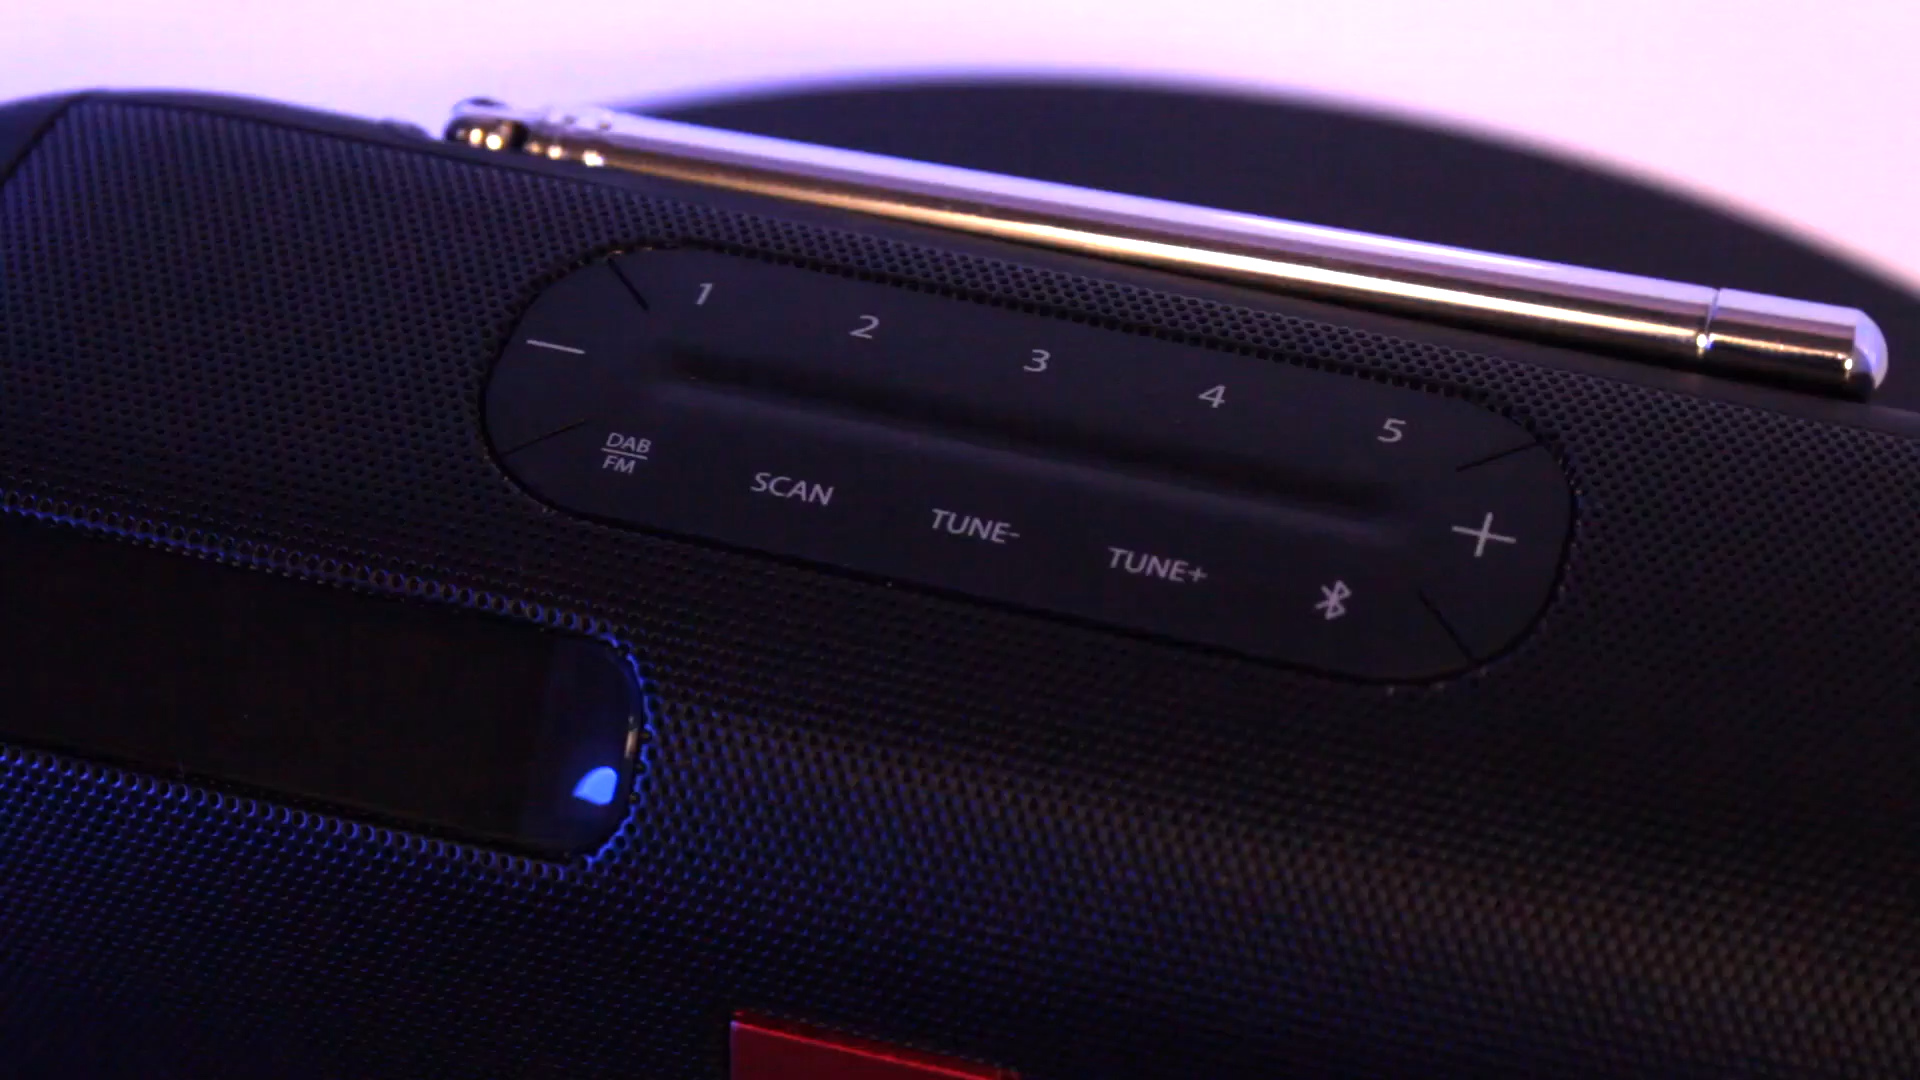 1 2 3 4 5
— +
DAB
FM
SCAN TUNE- TUNE+